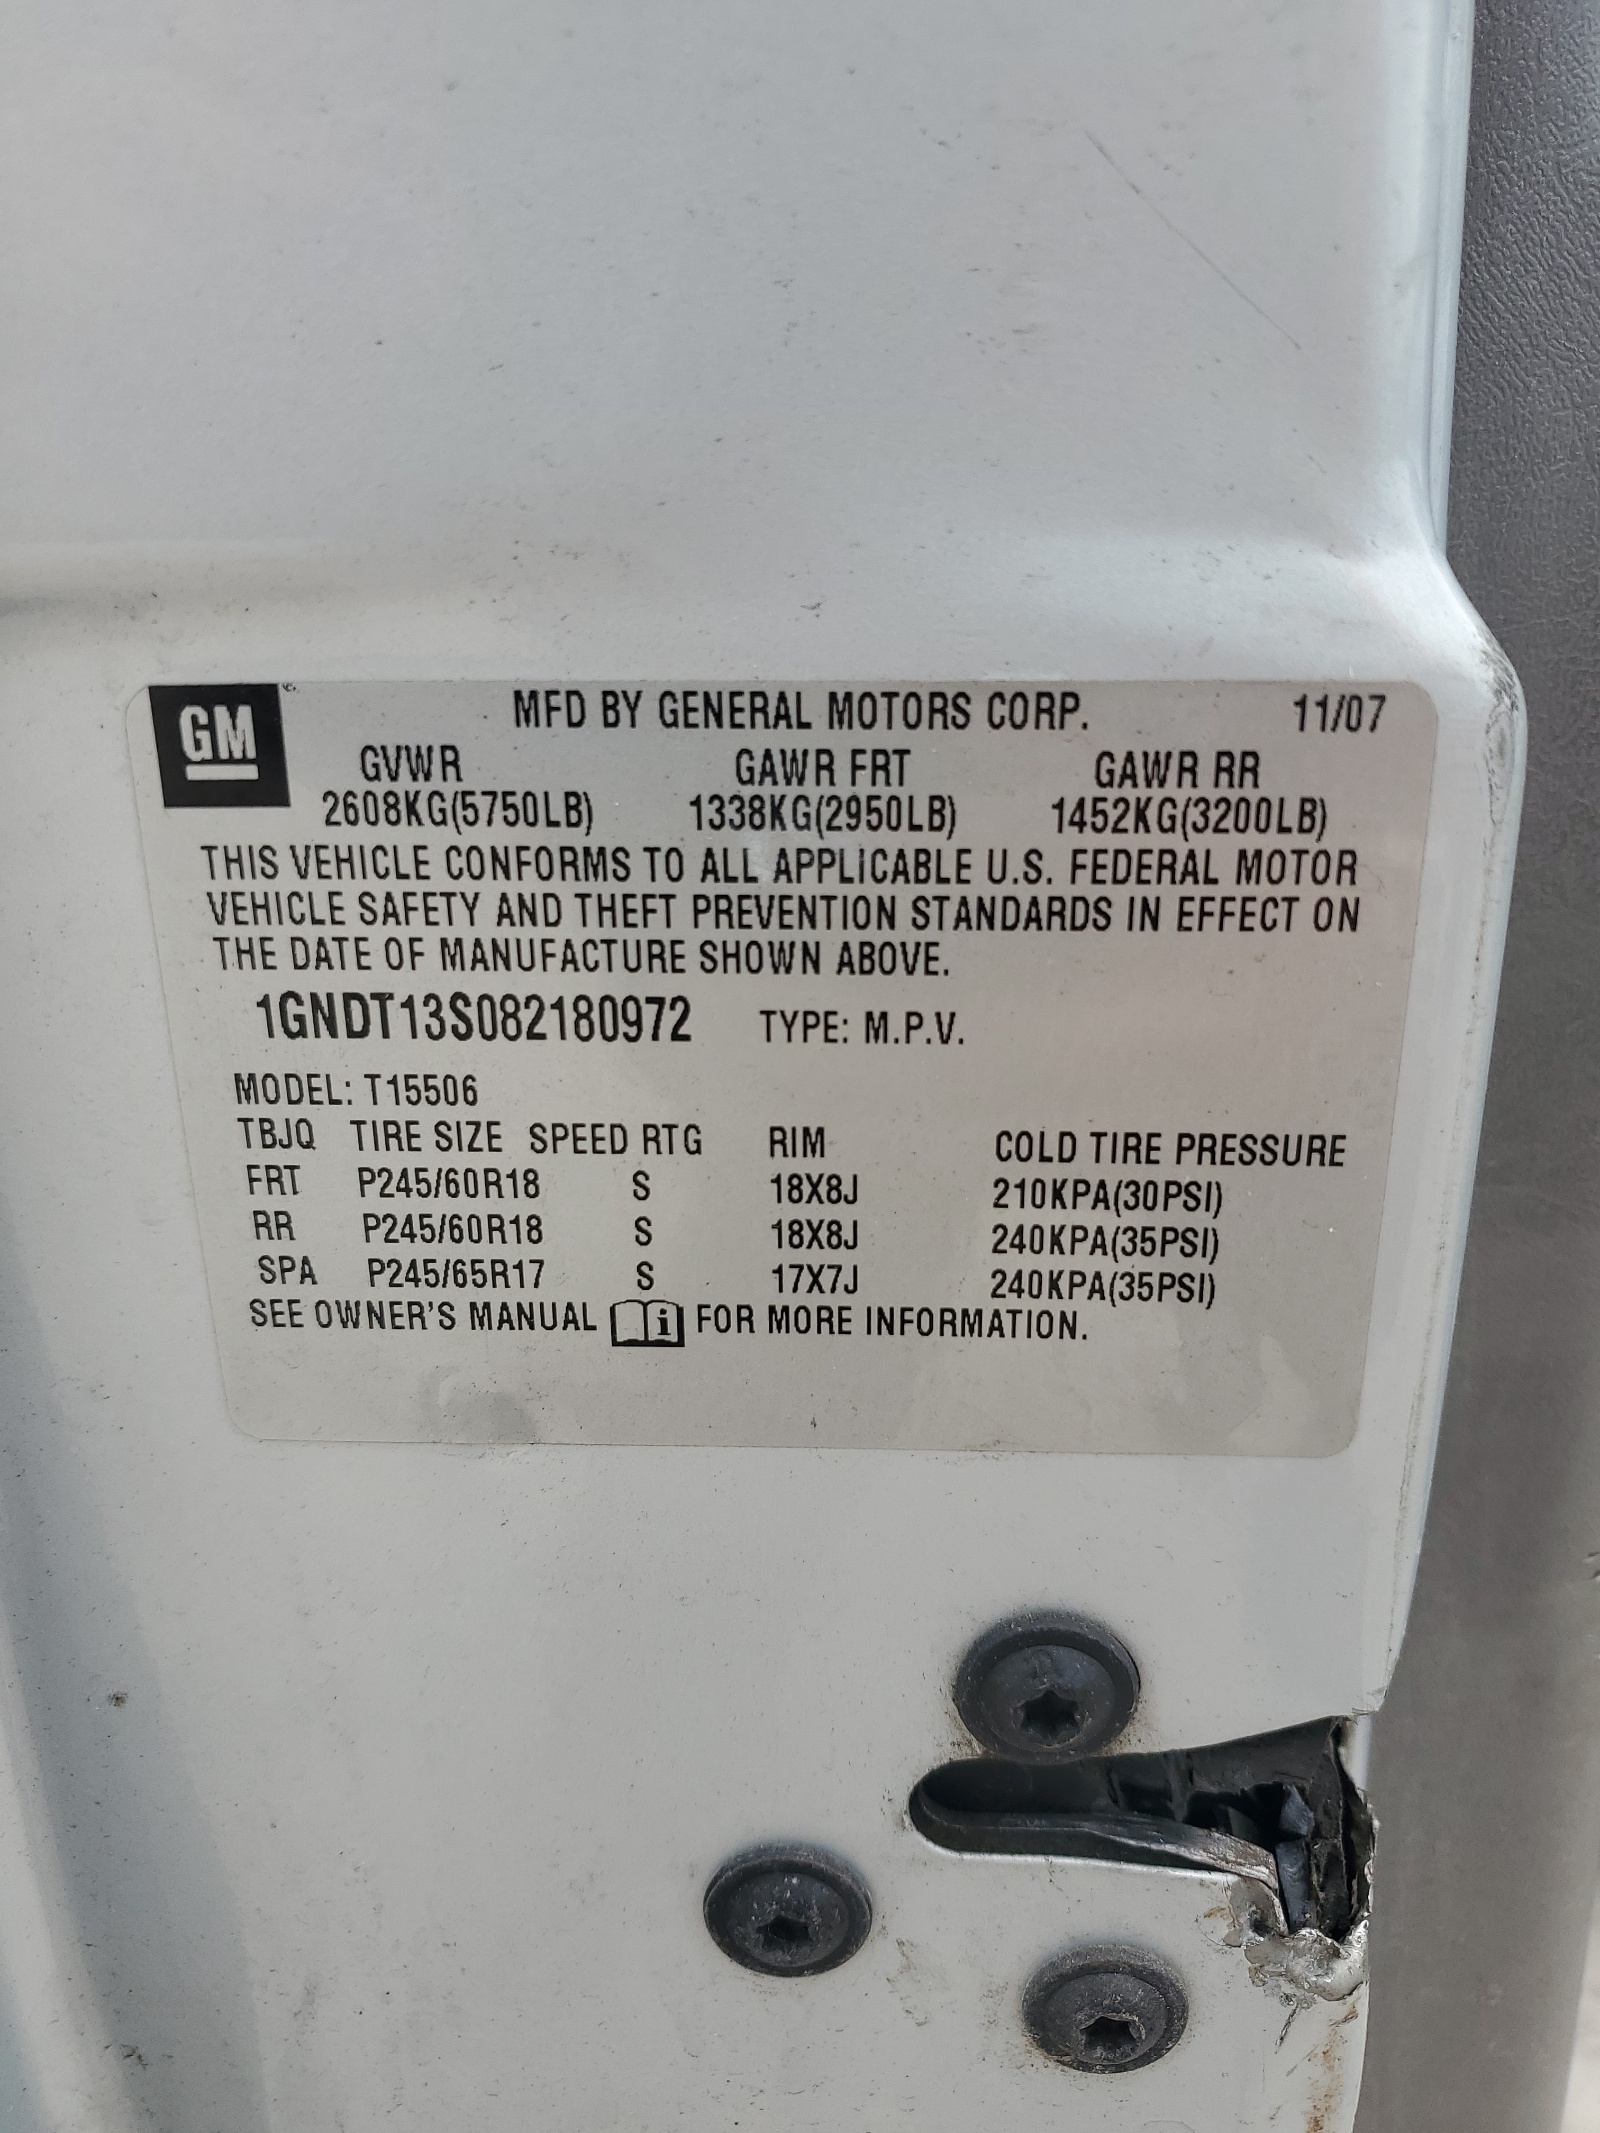 GM MFD BY GENERAL MOTORS CORP. 11/07
GVWR GAWR FRT GAWR RR
2608KG(5750LB) 1338KG(2950LB) 1452KG(3200LB)
THIS VEHICLE CONFORMS TO ALL APPLICABLE U.S. FEDERAL MOTOR
VEHICLE SAFETY AND THEFT PREVENTION STANDARDS IN EFFECT ON
THE DATE OF MANUFACTURE SHOWN ABOVE.
1GNDT13S082180972 TYPE: M.P.V.
MODEL: T15506
TBJQ TIRE SIZE SPEED RTG RIM COLD TIRE PRESSURE
FRT P245/60R18 S 18X8J 210KPA(30PSI)
RR P245/60R18 S 18X8J 240KPA(35PSI)
SPA P245/65R17 S 17X7J 240KPA(35PSI)
SEE OWNER'S MANUAL i FOR MORE INFORMATION.